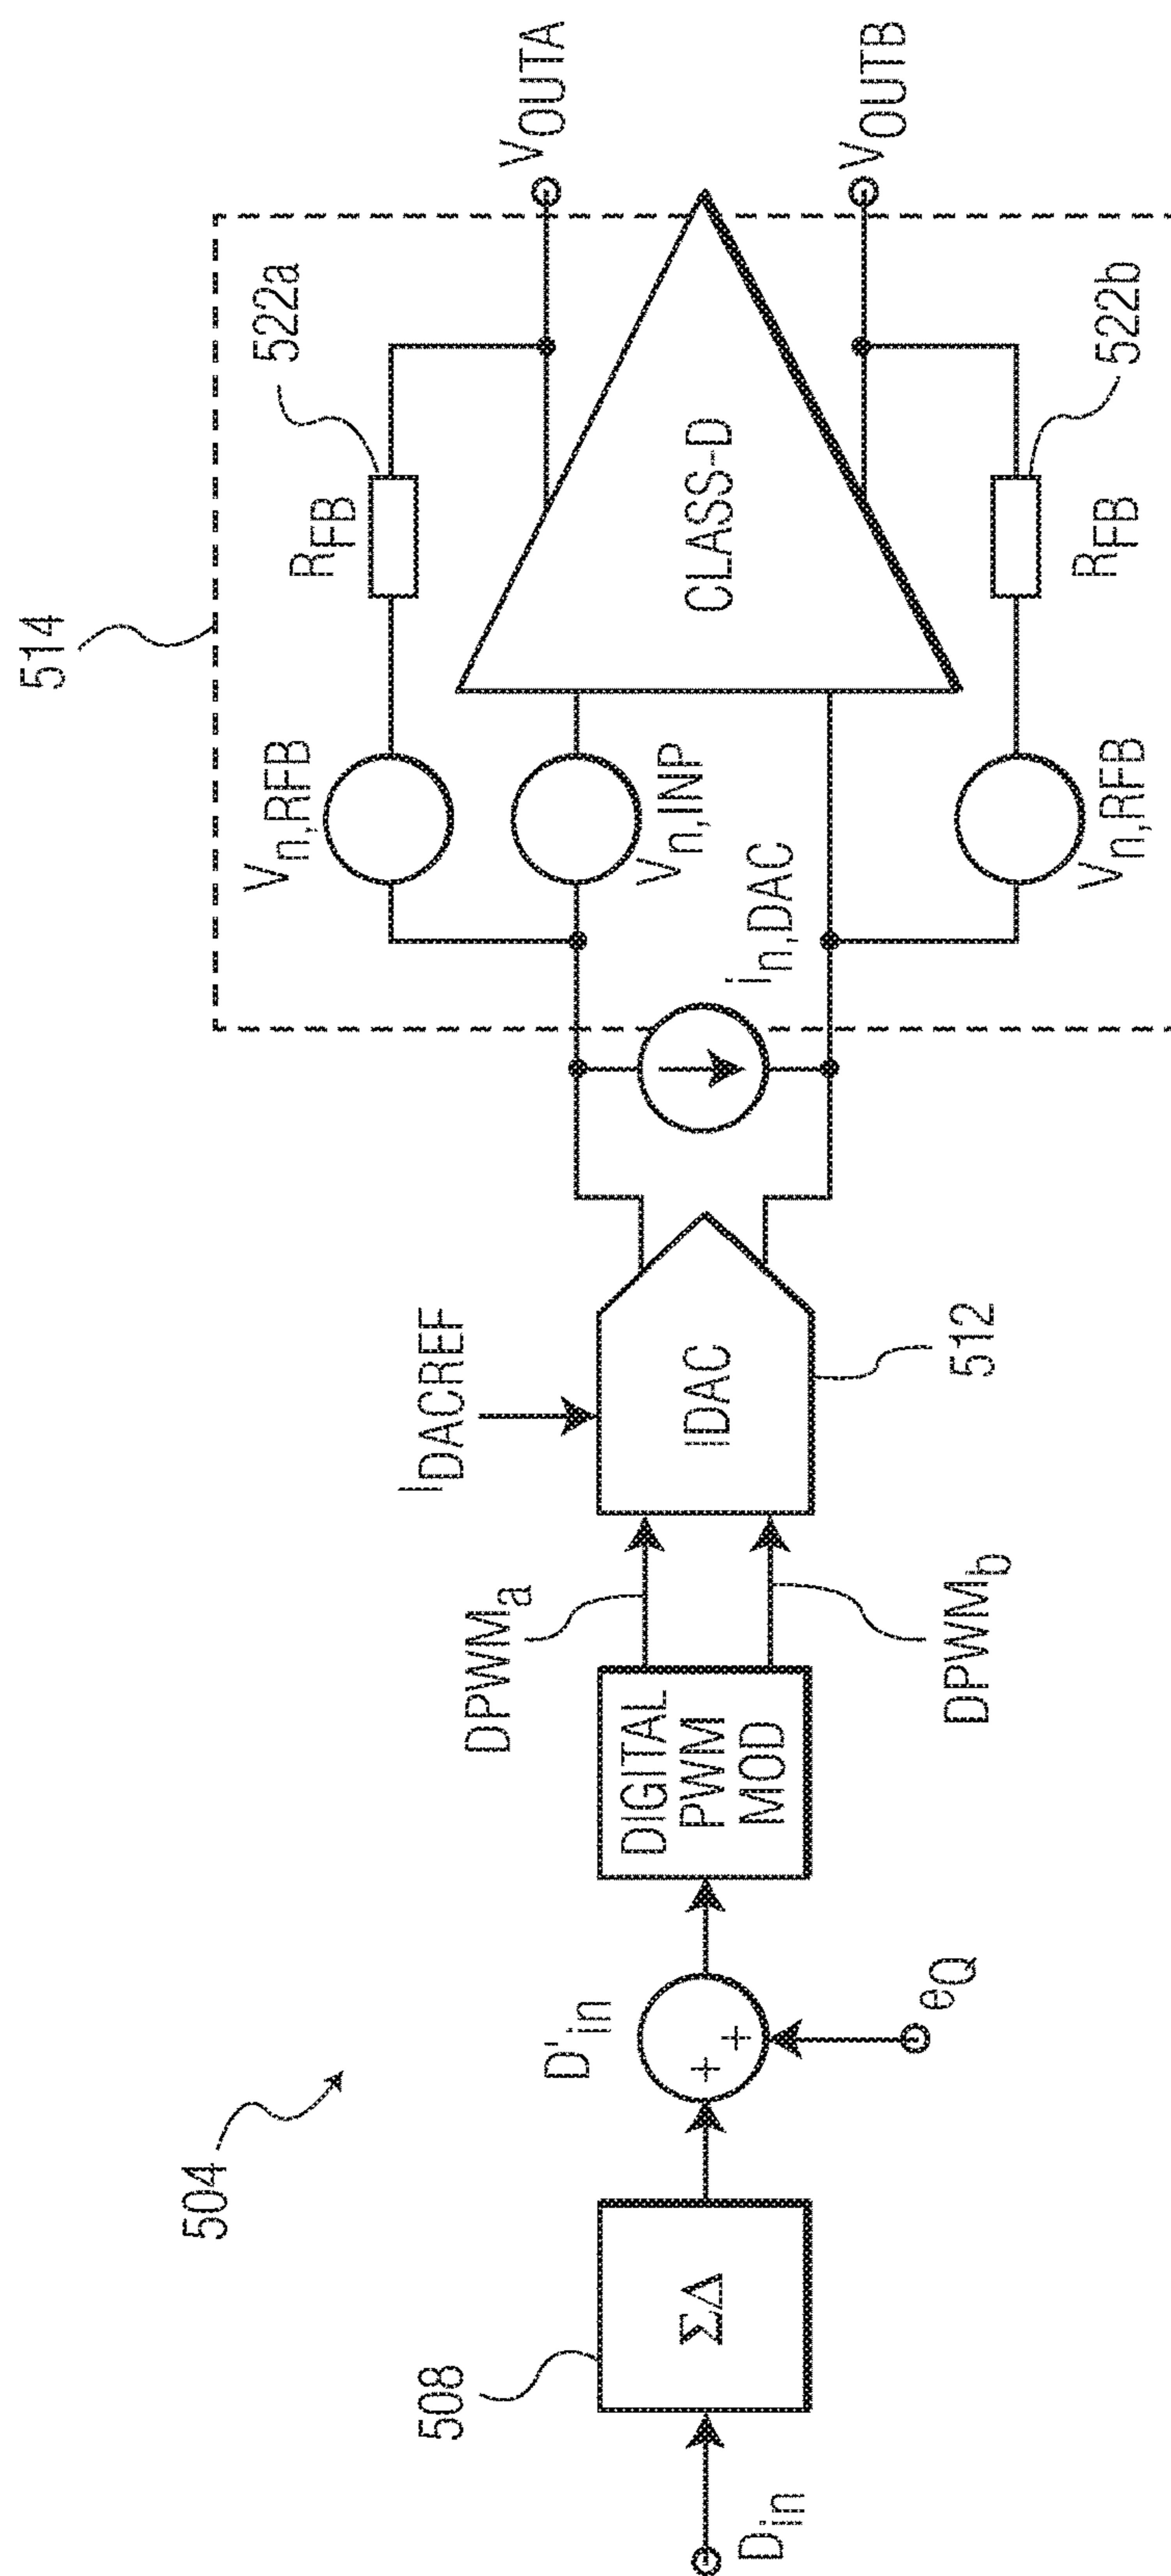 504
D'in
508
ΣΔ
D'in
++
eQ
DIGITAL
PWM
MOD
DPWMa
DPWMb
IDACREF
IDAC
512
in,DAC
514
Vn,RFB
RFB
522a
Vn,INP
CLASS-D
Vn,RFB
RFB
522b
VOUTA
VOUTB